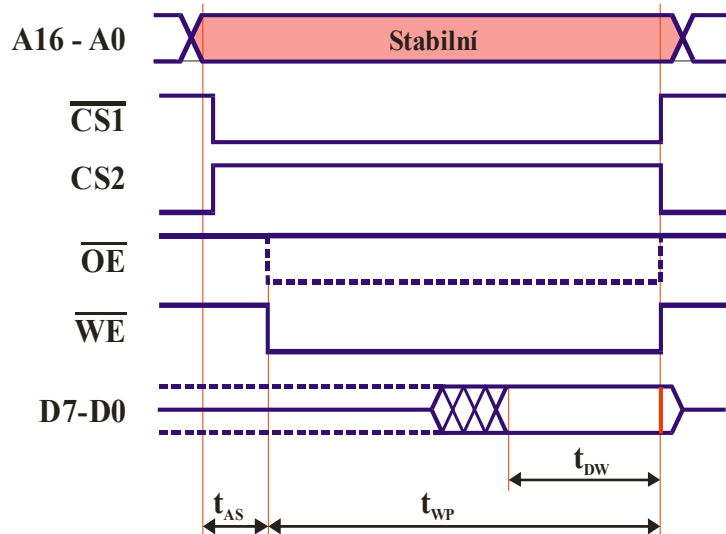 A16 - A0
Stabilní
CS1
CS2
OE
WE
D7-D0
tDW
tAS
tWP